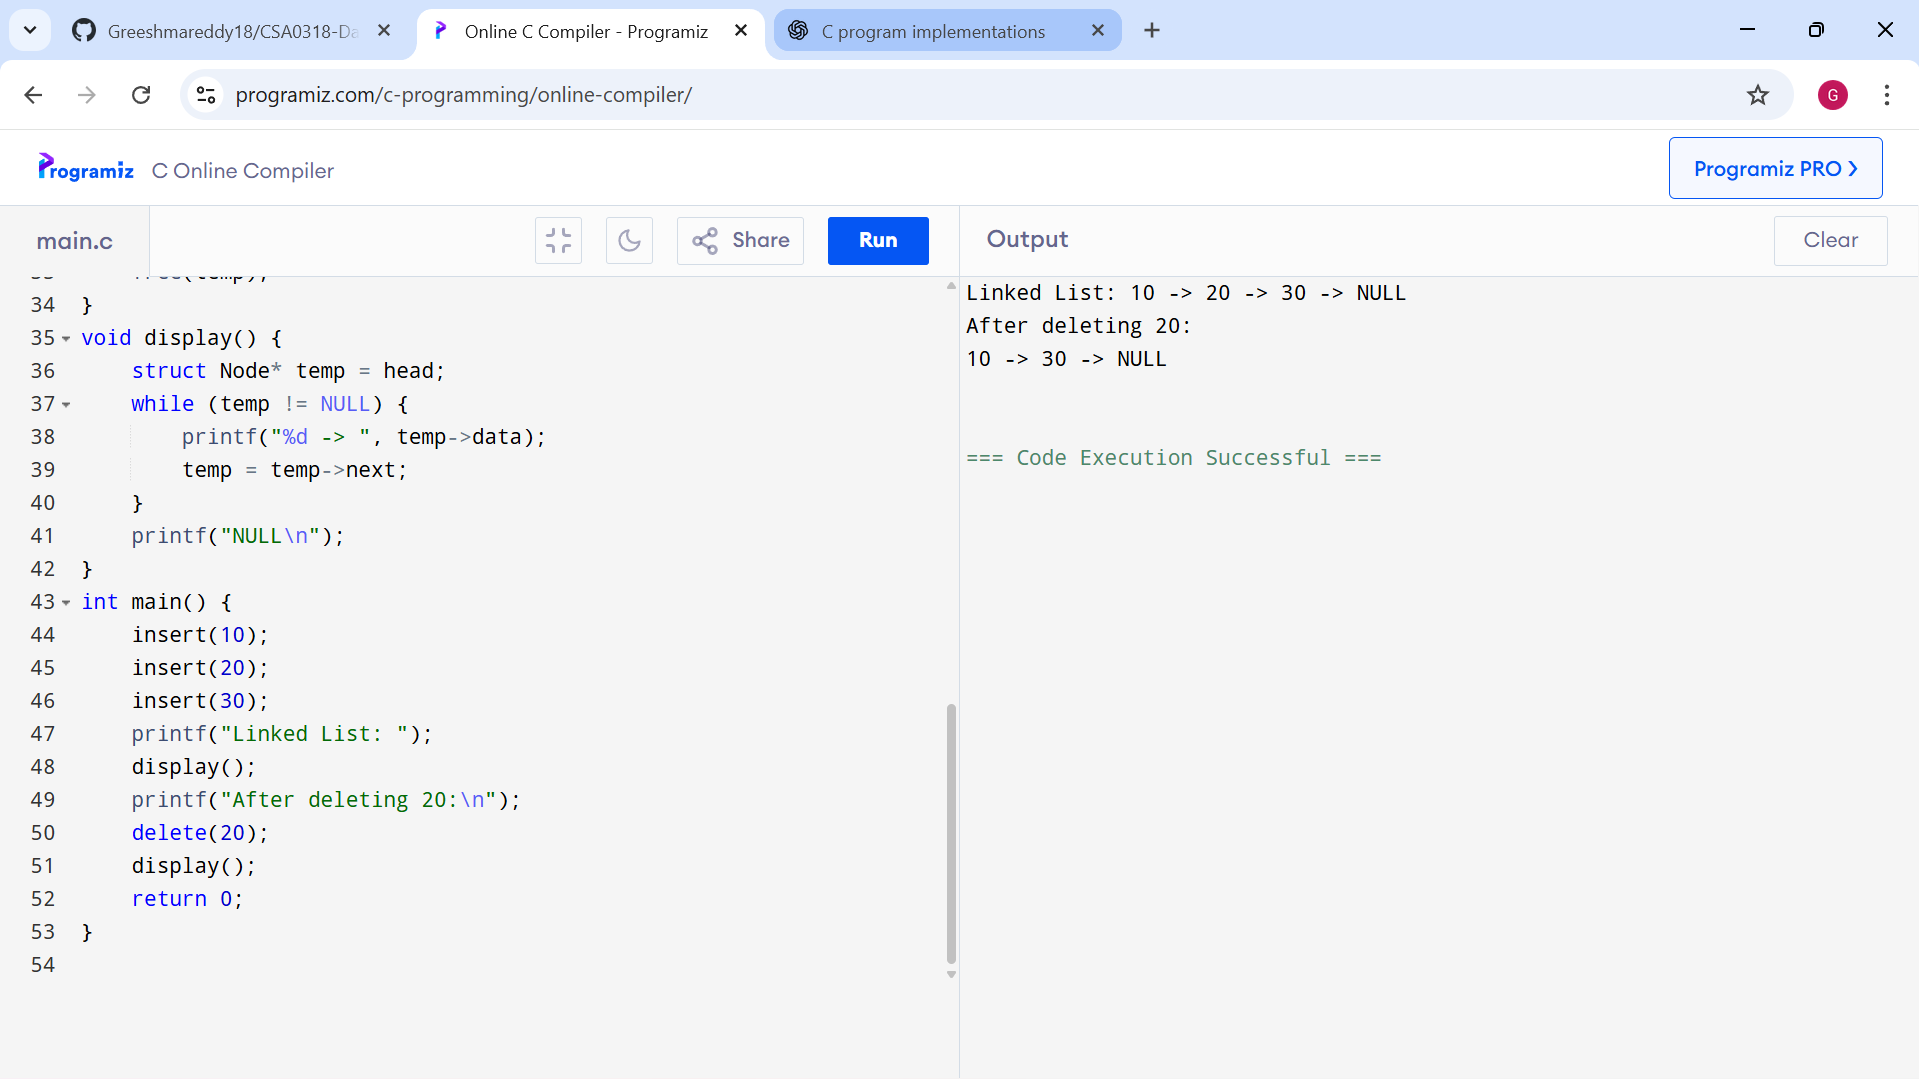 Greeshmareddy18/CSA0318-Da
Online C Compiler - Programiz
C program implementations
programiz.com/c-programming/online-compiler/
G
Programiz
C Online Compiler
Programiz PRO
main.c
Share
Run
Output
Clear
34 }
35 void display() {
36     struct Node* temp = head;
37     while (temp != NULL) {
38         printf("%d -> ", temp->data);
39         temp = temp->next;
40     }
41     printf("NULL\n");
42 }
43 int main() {
44     insert(10);
45     insert(20);
46     insert(30);
47     printf("Linked List: ");
48     display();
49     printf("After deleting 20:\n");
50     delete(20);
51     display();
52     return 0;
53 }
54
Linked List: 10 -> 20 -> 30 -> NULL
After deleting 20:
10 -> 30 -> NULL
=== Code Execution Successful ===